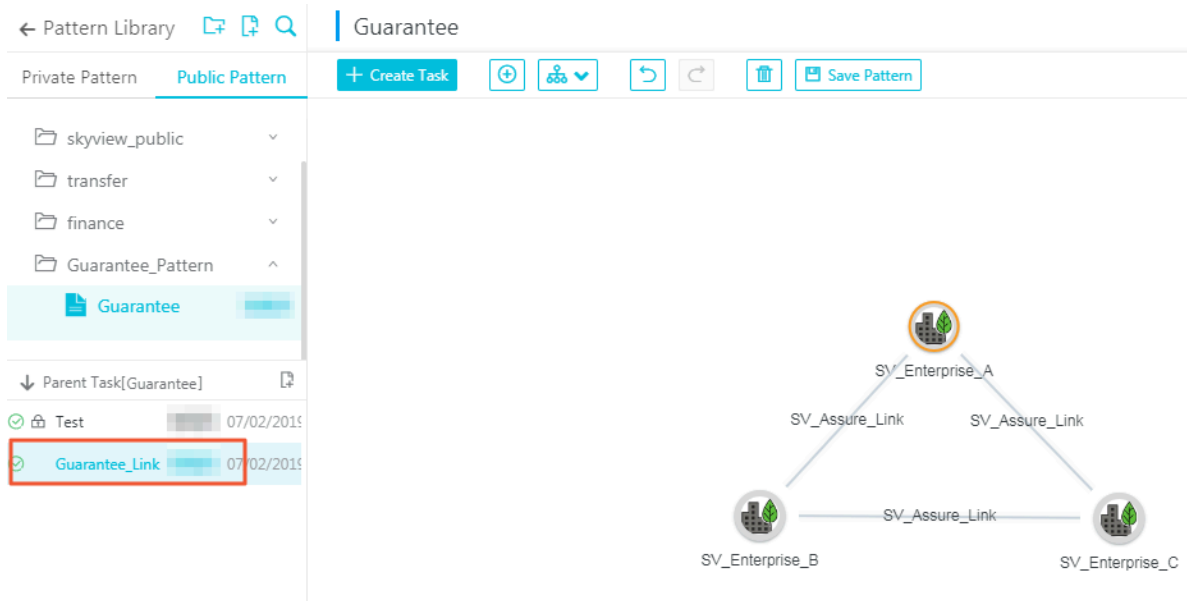 Pattern Library
Guarantee
Private Pattern
Public Pattern
Create Task
Save Pattern
skyview_public
transfer
finance
Guarantee_Pattern
Guarantee
Parent Task[Guarantee]
Test 07/02/2019
Guarantee_Link 07/02/2019
SV_Enterprise_A
SV_Assure_Link
SV_Assure_Link
SV_Assure_Link
SV_Enterprise_B
SV_Enterprise_C